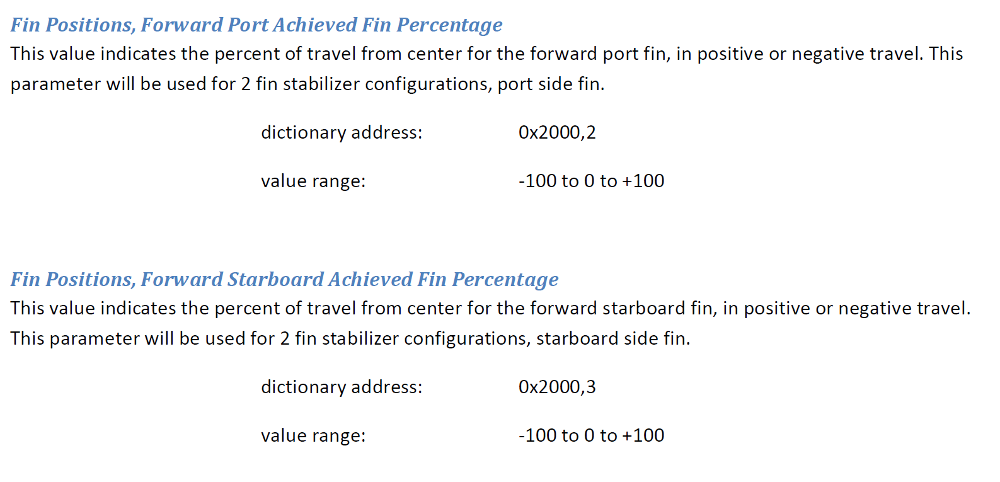 Fin Positions, Forward Port Achieved Fin Percentage
This value indicates the percent of travel from center for the forward port fin, in positive or negative travel. This
parameter will be used for 2 fin stabilizer configurations, port side fin.
dictionary address: 0x2000,2
value range: -100 to 0 to +100
Fin Positions, Forward Starboard Achieved Fin Percentage
This value indicates the percent of travel from center for the forward starboard fin, in positive or negative travel.
This parameter will be used for 2 fin stabilizer configurations, starboard side fin.
dictionary address: 0x2000,3
value range: -100 to 0 to +100